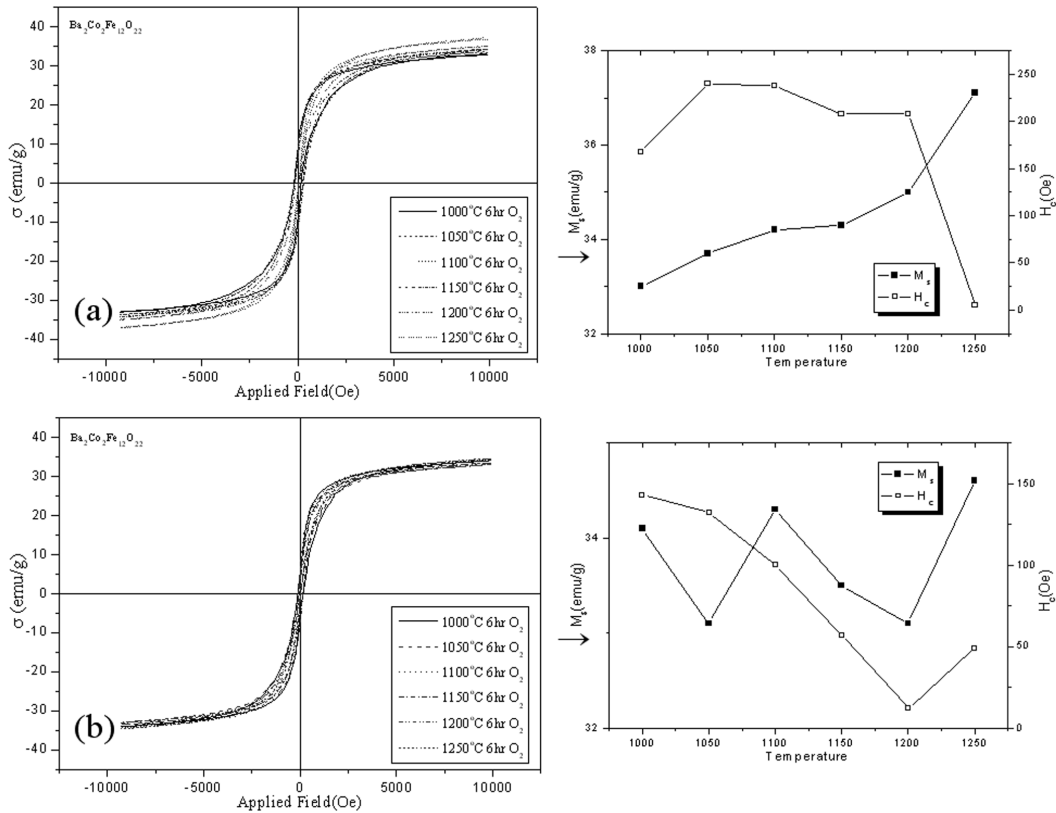 Ba2Co2Fe12O22
(a)
σ (emu/g)
40
30
20
10
0
-10
-20
-30
-40
1000°C 6hr O2
1050°C 6hr O2
1100°C 6hr O2
1150°C 6hr O2
1200°C 6hr O2
1250°C 6hr O2
-10000 -5000 0 5000 10000
Applied Field(Oe)
38
36
34
32
Ms(emu/g)
Ms
Hc
250
200
150
100
50
0
Hc(Oe)
1000 1050 1100 1150 1200 1250
Temperature
Ba2Co2Fe12O22
(b)
σ (emu/g)
40
30
20
10
0
-10
-20
-30
-40
1000°C 6hr O2
1050°C 6hr O2
1100°C 6hr O2
1150°C 6hr O2
1200°C 6hr O2
1250°C 6hr O2
-10000 -5000 0 5000 10000
Applied Field(Oe)
34
32
Ms(emu/g)
Ms
Hc
150
100
50
0
Hc(Oe)
1000 1050 1100 1150 1200 1250
Temperature